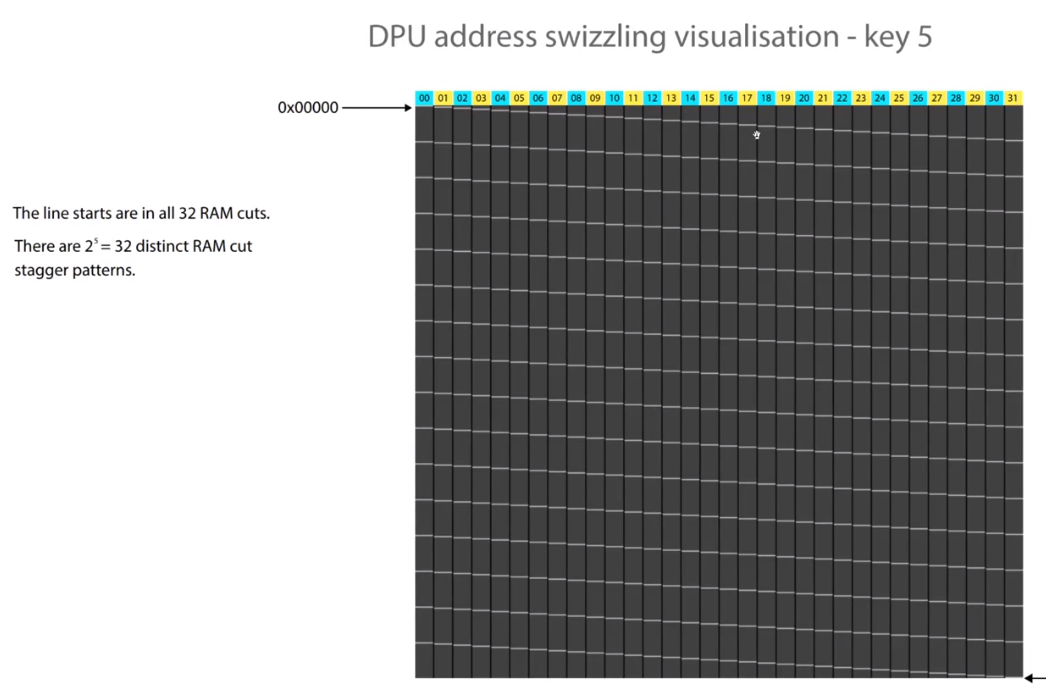 DPU address swizzling visualisation - key 5
00 01 02 03 04 05 06 07 08 09 10 11 12 13 14 15 16 17 18 19 20 21 22 23 24 25 26 27 28 29 30 31
0x00000
The line starts are in all 32 RAM cuts.
There are 2⁵ = 32 distinct RAM cut
stagger patterns.